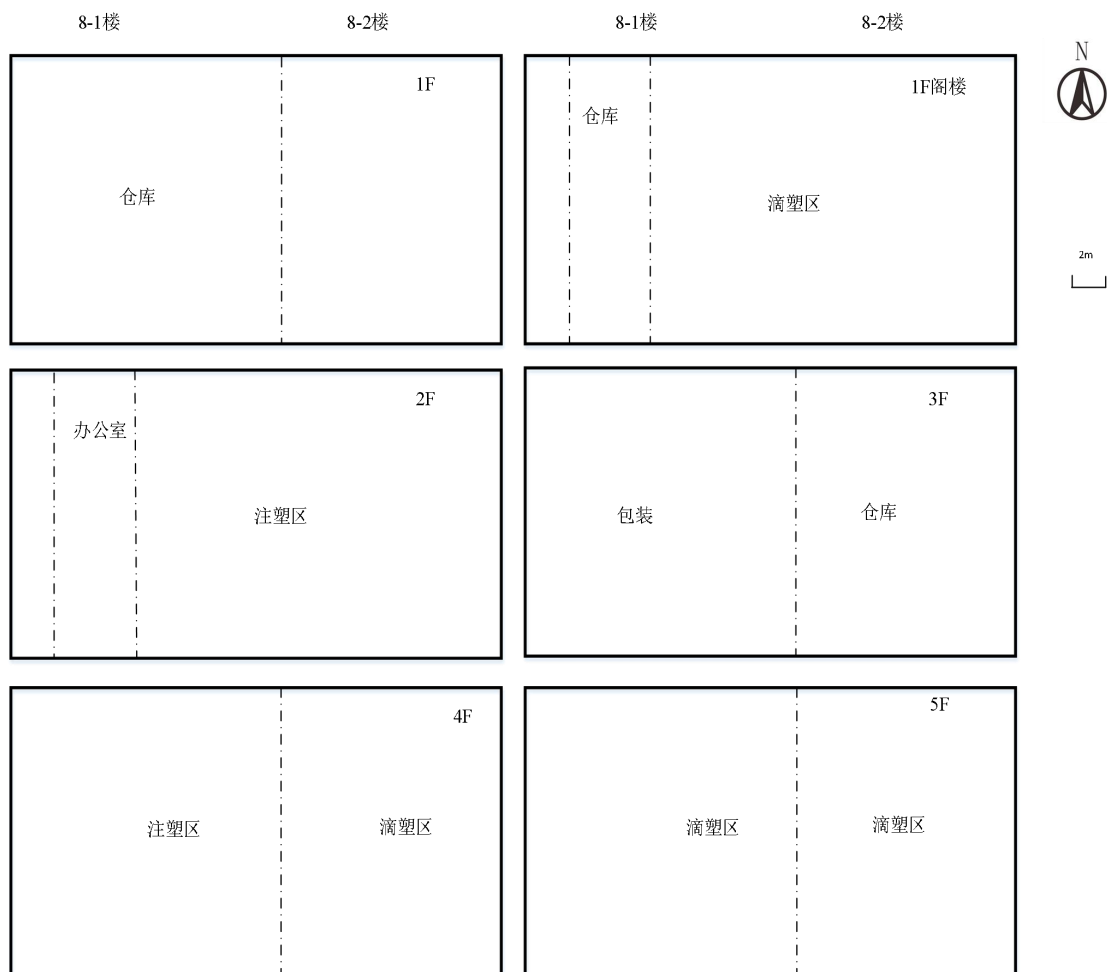 8-1楼
8-2楼
8-1楼
8-2楼
N
1F
仓库
1F阁楼
仓库
滴塑区
2m
2F
办公室
注塑区
3F
包装
仓库
4F
注塑区
滴塑区
5F
滴塑区
滴塑区